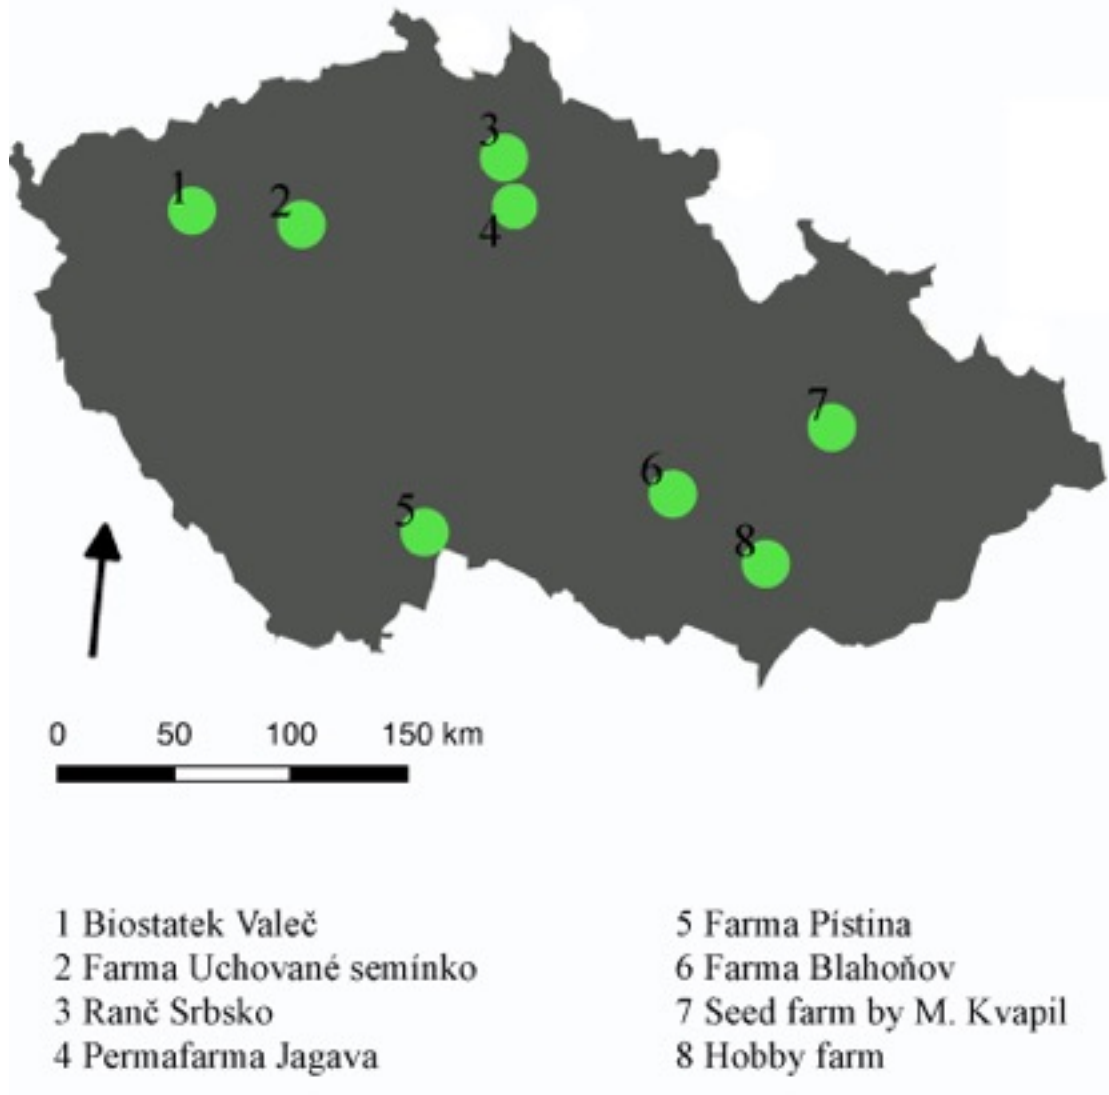 3
1
2
4
7
6
5
8
0 50 100 150 km
1 Biostatek Valeč
2 Farma Uchované semínko
3 Ranč Srbsko
4 Permafarma Jagava
5 Farma Pístina
6 Farma Blahoňov
7 Seed farm by M. Kvapil
8 Hobby farm